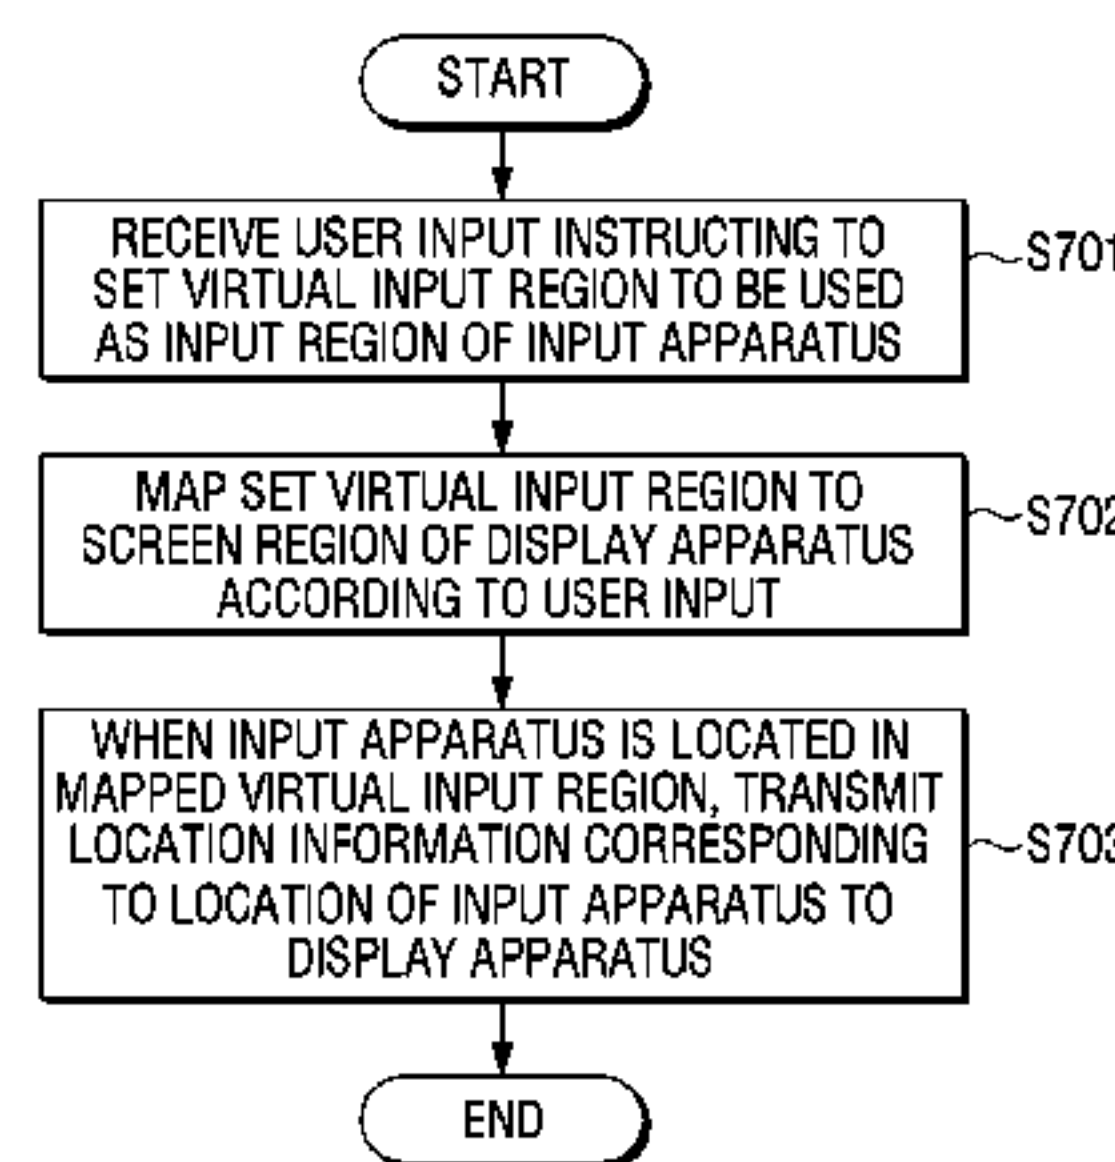 START
RECEIVE USER INPUT INSTRUCTING TO
SET VIRTUAL INPUT REGION TO BE USED
AS INPUT REGION OF INPUT APPARATUS
S701
MAP SET VIRTUAL INPUT REGION TO
SCREEN REGION OF DISPLAY APPARATUS
ACCORDING TO USER INPUT
S702
WHEN INPUT APPARATUS IS LOCATED IN
MAPPED VIRTUAL INPUT REGION, TRANSMIT
LOCATION INFORMATION CORRESPONDING
TO LOCATION OF INPUT APPARATUS TO
DISPLAY APPARATUS
S703
END